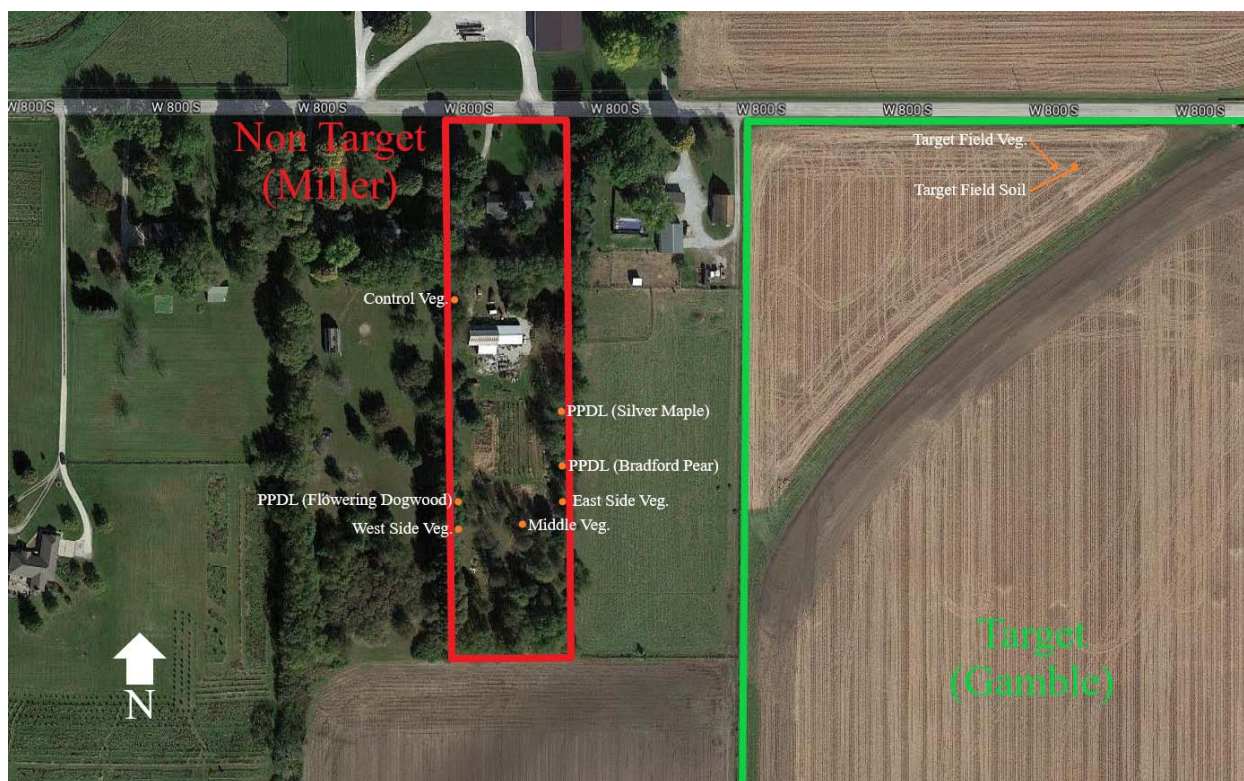 W 800 S W 800 S W 800 S W 800 S W 800 S W 800 S W 800 S W 800 S W 800 S
Non Target
(Miller)
Target Field Veg.
Target Field Soil
Control Veg.
PPDL (Silver Maple)
PPDL (Bradford Pear)
PPDL (Flowering Dogwood)
East Side Veg.
West Side Veg.
Middle Veg.
Target
(Gamble)
N